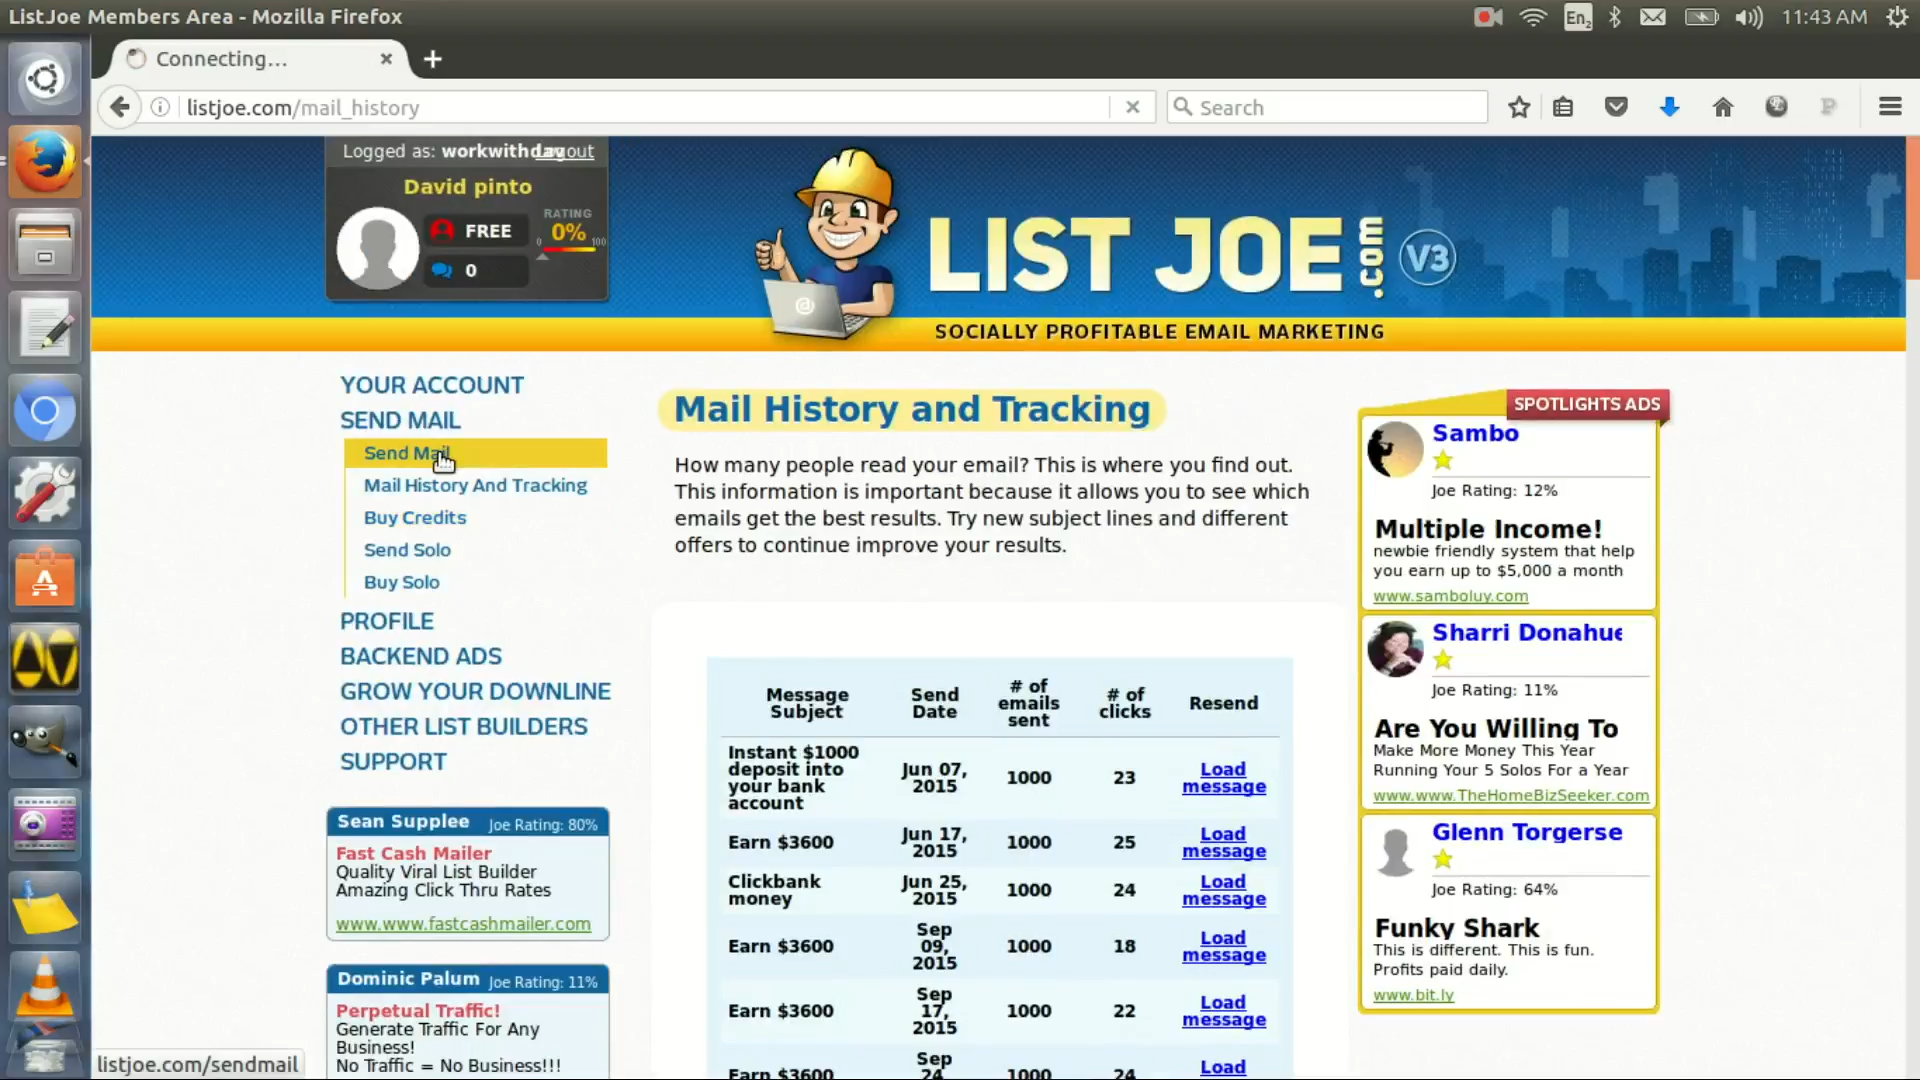 ListJoe Members Area - Mozilla Firefox
En2
11:43 AM
Connecting...
listjoe.com/mail_history
Search
Logged as: workwithdav
Logout
David pinto
FREE
0
RATING
0%
0 100
LIST JOE.com V3
SOCIALLY PROFITABLE EMAIL MARKETING
YOUR ACCOUNT
SEND MAIL
Send Mail
Mail History And Tracking
Buy Credits
Send Solo
Buy Solo
PROFILE
BACKEND ADS
GROW YOUR DOWNLINE
OTHER LIST BUILDERS
SUPPORT
Sean Supplee Joe Rating: 80%
Fast Cash Mailer
Quality Viral List Builder
Amazing Click Thru Rates
www.www.fastcashmailer.com
Dominic Palum Joe Rating: 11%
Perpetual Traffic!
Generate Traffic For Any
Business!
No Traffic = No Business!!!
listjoe.com/sendmail
Mail History and Tracking
How many people read your email? This is where you find out.
This information is important because it allows you to see which
emails get the best results. Try new subject lines and different
offers to continue improve your results.
Message Subject Send Date # of emails sent # of clicks Resend
Instant $1000 deposit into your bank account Jun 07, 2015 1000 23 Load message
Earn $3600 Jun 17, 2015 1000 25 Load message
Clickbank money Jun 25, 2015 1000 24 Load message
Earn $3600 Sep 09, 2015 1000 18 Load message
Earn $3600 Sep 17, 2015 1000 22 Load message
Earn $3600 Sep 24 1000 24 Load
SPOTLIGHTS ADS
Sambo
Joe Rating: 12%
Multiple Income!
newbie friendly system that help
you earn up to $5,000 a month
www.samboluy.com
Sharri Donahue
Joe Rating: 11%
Are You Willing To
Make More Money This Year
Running Your 5 Solos For a Year
www.www.TheHomeBizSeeker.com
Glenn Torgerse
Joe Rating: 64%
Funky Shark
This is different. This is fun.
Profits paid daily.
www.bit.ly